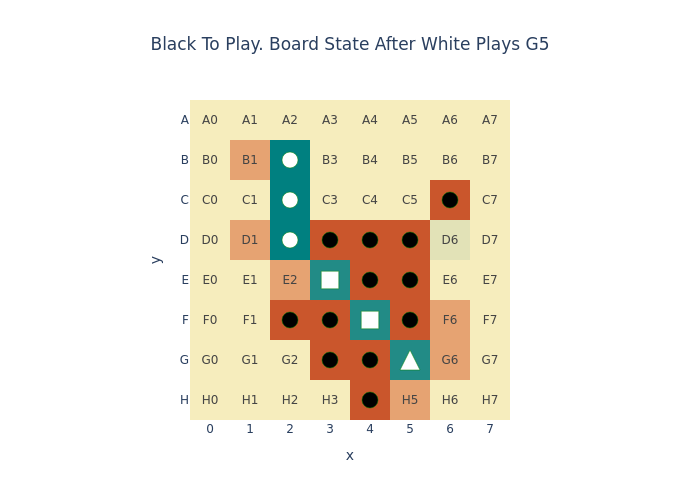 Black To Play. Board State After White Plays G5
A A0 A1 A2 A3 A4 A5 A6 A7
B B0 B1 B3 B4 B5 B6 B7
C C0 C1 C3 C4 C5 C7
D D0 D1 D6 D7
y
E E0 E1 E2 E6 E7
F F0 F1 F6 F7
G G0 G1 G2 G6 G7
H H0 H1 H2 H3 H5 H6 H7
0 1 2 3 4 5 6 7
x